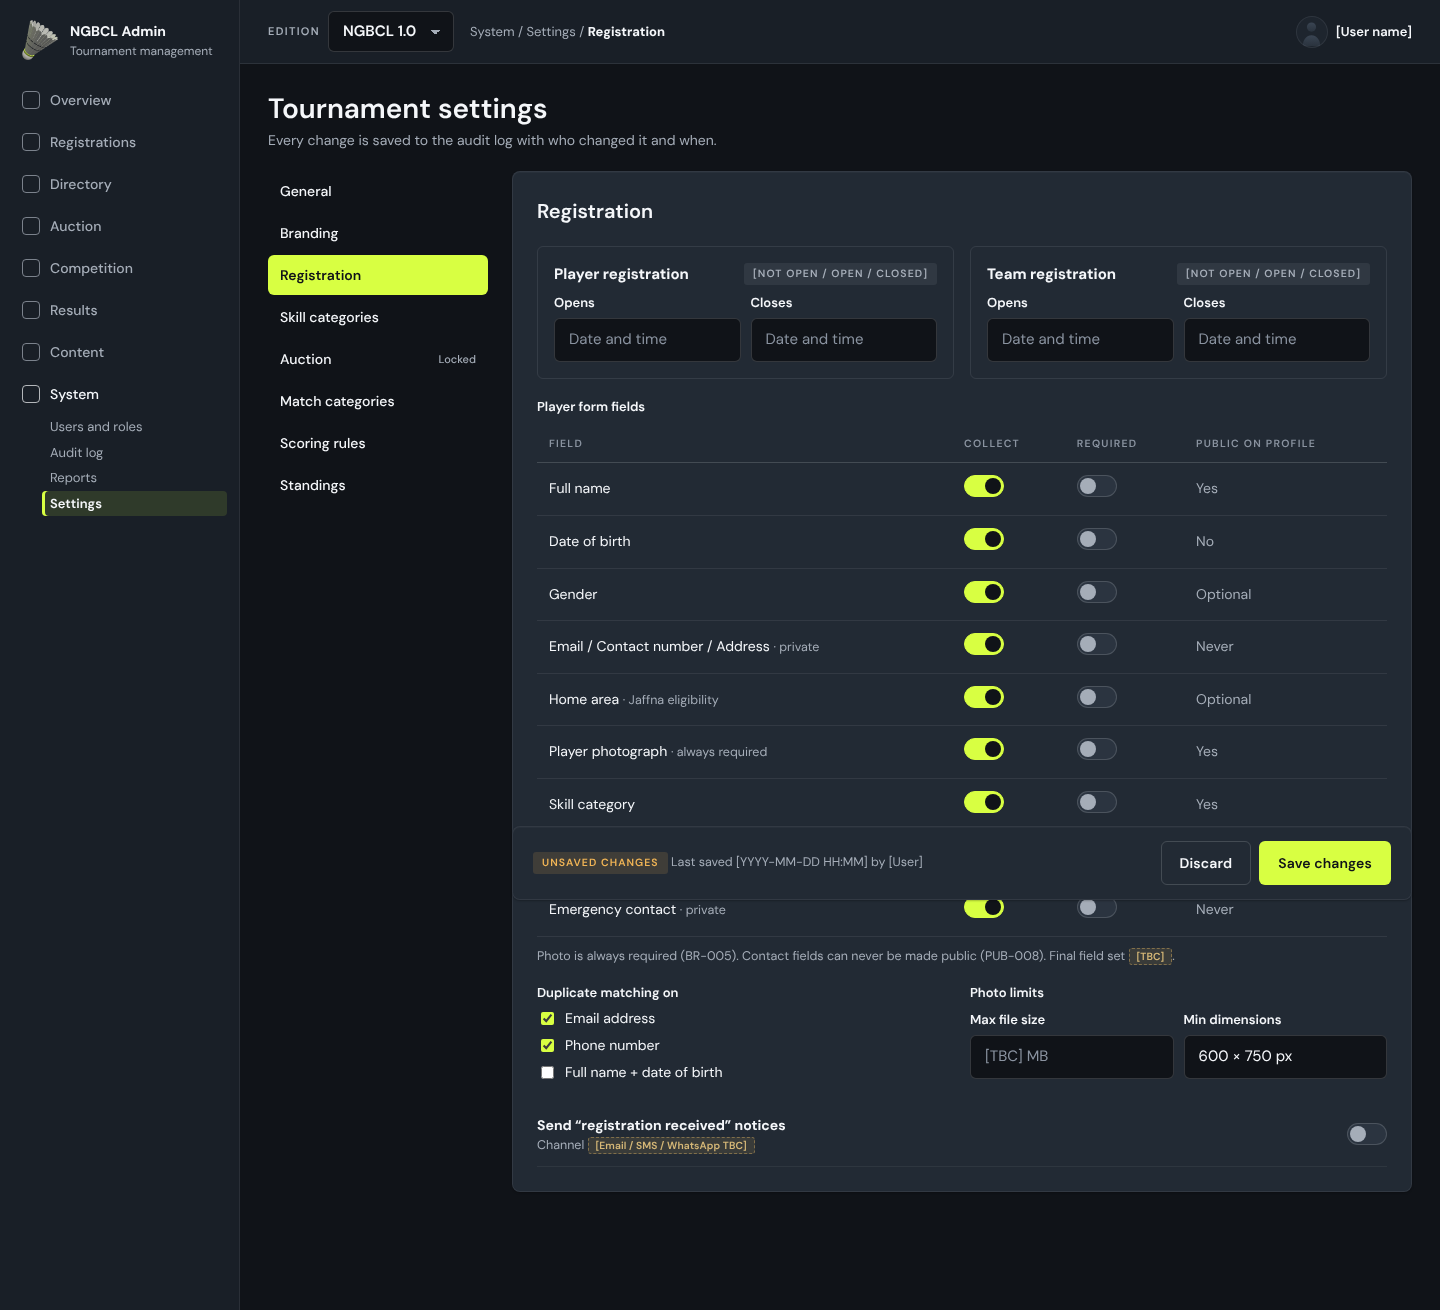 NGBCL Admin
Tournament management
EDITION NGBCL 1.0 System / Settings / Registration [User name]
Overview
Registrations
Directory
Auction
Competition
Results
Content
System
Users and roles
Audit log
Reports
Settings
Tournament settings
Every change is saved to the audit log with who changed it and when.
General
Branding
Registration
Skill categories
Auction Locked
Match categories
Scoring rules
Standings
Registration
Player registration [NOT OPEN / OPEN / CLOSED]
Opens Closes
Date and time Date and time
Team registration [NOT OPEN / OPEN / CLOSED]
Opens Closes
Date and time Date and time
Player form fields
FIELD COLLECT REQUIRED PUBLIC ON PROFILE
Full name Yes
Date of birth No
Gender Optional
Email / Contact number / Address · private Never
Home area · Jaffna eligibility Optional
Player photograph · always required Yes
Skill category Yes
UNSAVED CHANGES Last saved [YYYY-MM-DD HH:MM] by [User] Discard Save changes
Emergency contact · private Never
Photo is always required (BR-005). Contact fields can never be made public (PUB-008). Final field set [TBC].
Duplicate matching on
Email address
Phone number
Full name + date of birth
Photo limits
Max file size Min dimensions
[TBC] MB 600 × 750 px
Send “registration received” notices
Channel [Email / SMS / WhatsApp TBC]